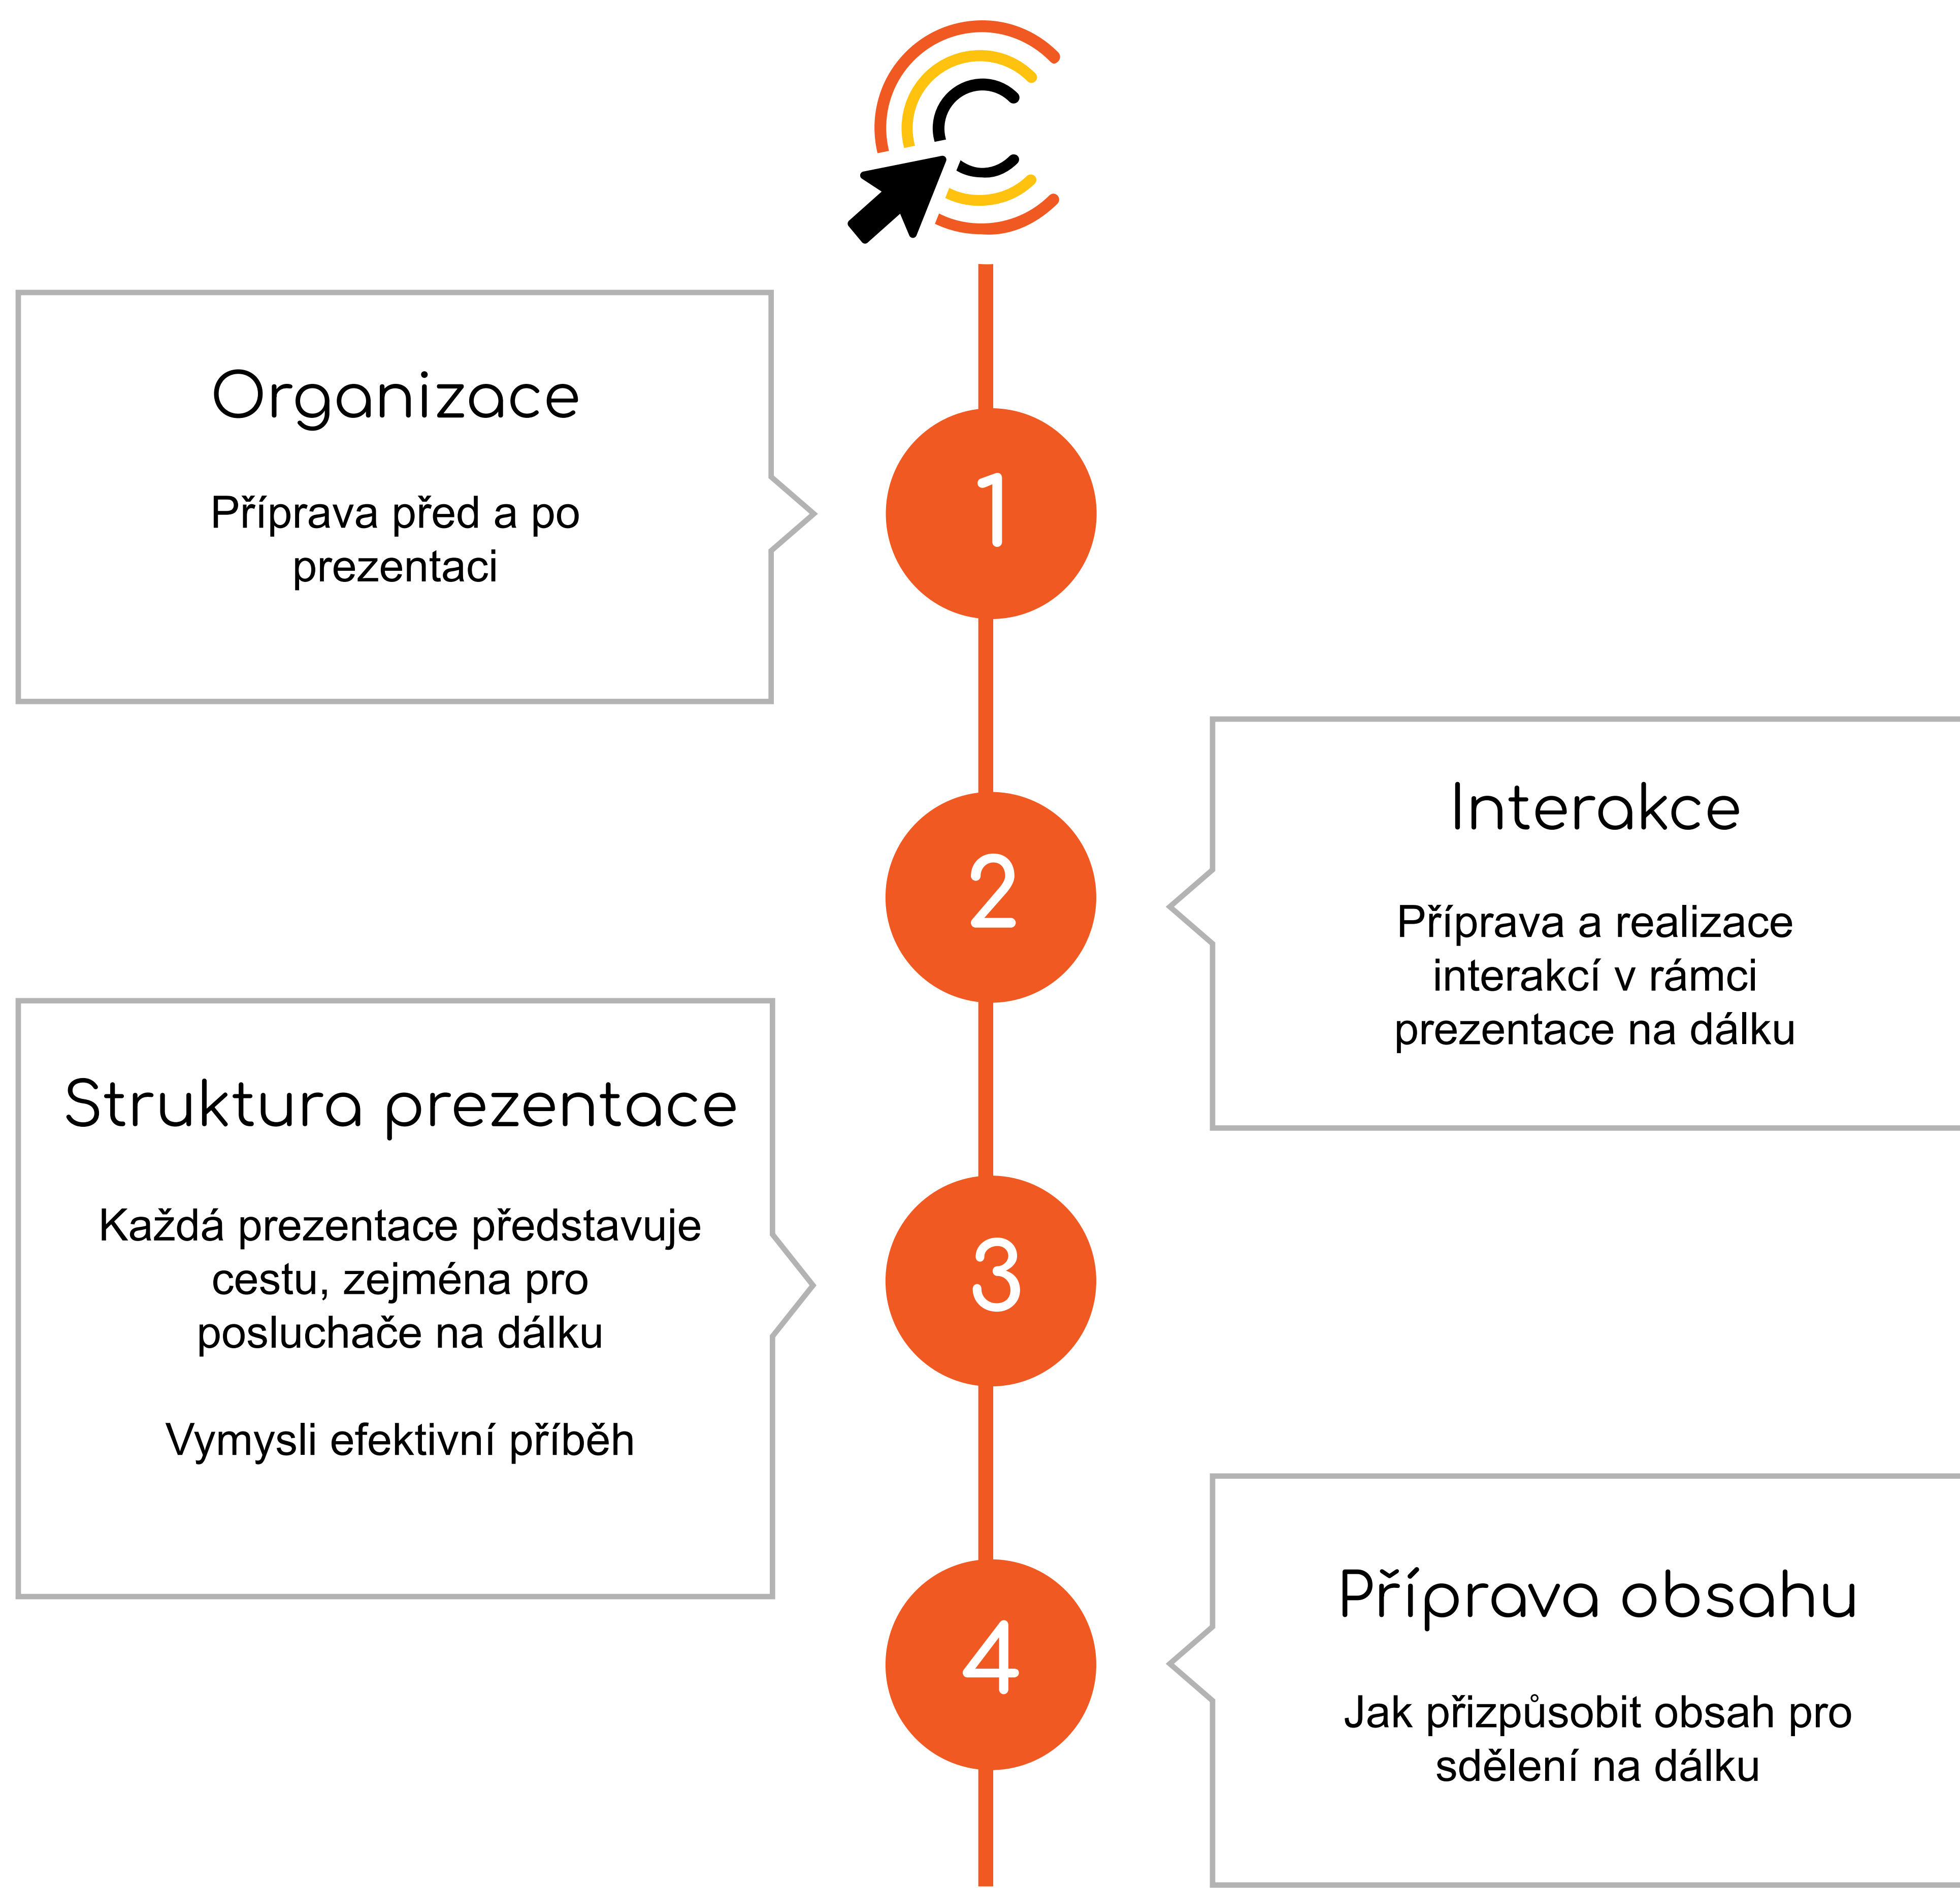 Organizace
Příprava před a po
prezentaci
1
Interakce
Příprava a realizace
interakcí v rámci
prezentace na dálku
2
Struktura prezentace
Každá prezentace představuje
cestu, zejména pro
posluchače na dálku
Vymysli efektivní příběh
3
Příprava obsahu
Jak přizpůsobit obsah pro
sdělení na dálku
4